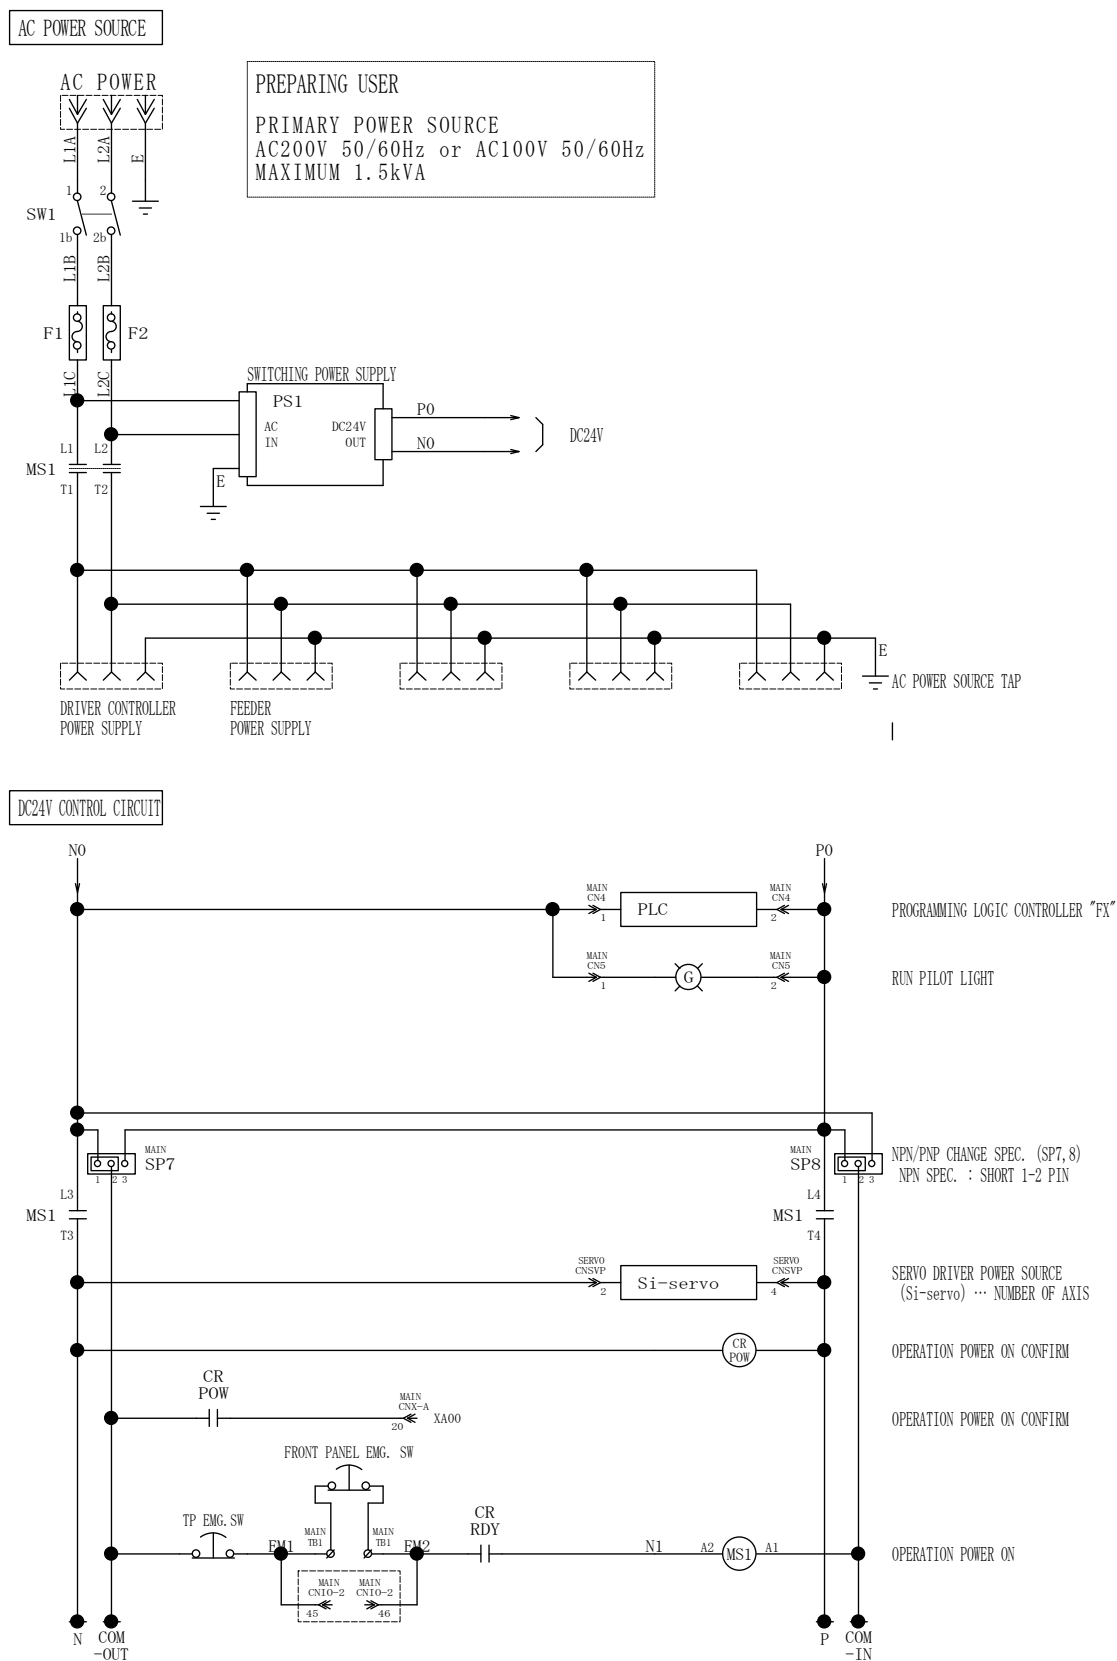 AC POWER SOURCE
AC POWER
PREPARING USER
PRIMARY POWER SOURCE
AC200V 50/60Hz or AC100V 50/60Hz
MAXIMUM 1.5kVA
L1A
L2A
E
1
2
SW1
1b
2b
L1B
L2B
F1
F2
L1C
L2C
SWITCHING POWER SUPPLY
PS1
AC
IN
DC24V
OUT
P0
N0
DC24V
E
L1
L2
MS1
T1
T2
E
AC POWER SOURCE TAP
DRIVER CONTROLLER
POWER SUPPLY
FEEDER
POWER SUPPLY
DC24V CONTROL CIRCUIT
N0
P0
MAIN
CN4
1
PLC
MAIN
CN4
2
PROGRAMMING LOGIC CONTROLLER "FX"
MAIN
CN5
1
G
MAIN
CN5
2
RUN PILOT LIGHT
MAIN
SP7
1 2 3
MAIN
SP8
1 2 3
NPN/PNP CHANGE SPEC. (SP7,8)
NPN SPEC. : SHORT 1-2 PIN
L3
MS1
T3
L4
MS1
T4
SERVO
CNSVP
2
Si-servo
SERVO
CNSVP
4
SERVO DRIVER POWER SOURCE
(Si-servo) … NUMBER OF AXIS
CR
POW
OPERATION POWER ON CONFIRM
CR
POW
MAIN
CNX-A
20
XA00
OPERATION POWER ON CONFIRM
FRONT PANEL EMG. SW
TP EMG.SW
EM1
MAIN
TB1
MAIN
TB1
EM2
CR
RDY
N1
A2
MS1
A1
OPERATION POWER ON
MAIN
CNIO-2
45
MAIN
CNIO-2
46
N
COM
-OUT
P
COM
-IN